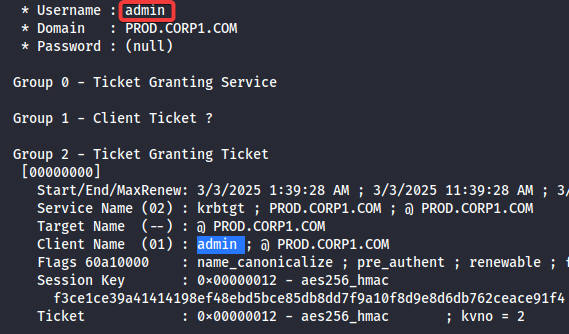 * Username : admin
* Domain   : PROD.CORP1.COM
* Password : (null)
Group 0 - Ticket Granting Service
Group 1 - Client Ticket ?
Group 2 - Ticket Granting Ticket
[00000000]
Start/End/MaxRenew: 3/3/2025 1:39:28 AM ; 3/3/2025 11:39:28 AM ; 3/
Service Name (02) : krbtgt ; PROD.CORP1.COM ; @ PROD.CORP1.COM
Target Name  (--) : @ PROD.CORP1.COM
Client Name  (01) : admin ; @ PROD.CORP1.COM
Flags 60a10000    : name_canonicalize ; pre_authent ; renewable ; f
Session Key       : 0×00000012 - aes256_hmac
f3ce1ce39a41414198ef48ebd5bce85db8dd7f9a10f8d9e8d6db762ceace91f4
Ticket            : 0×00000012 - aes256_hmac       ; kvno = 2